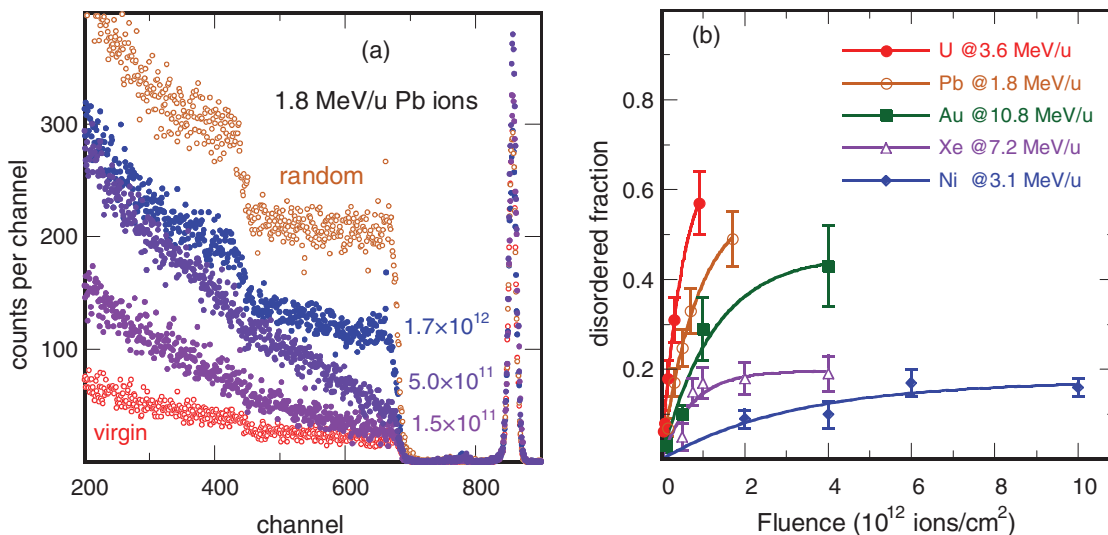 (a)
1.8 MeV/u Pb ions
random
1.7×10¹²
5.0×10¹¹
1.5×10¹¹
virgin
300
200
100
counts per channel
200 400 600 800
channel
(b)
U @3.6 MeV/u
Pb @1.8 MeV/u
Au @10.8 MeV/u
Xe @7.2 MeV/u
Ni @3.1 MeV/u
0.8
0.6
0.4
0.2
disordered fraction
0 2 4 6 8 10
Fluence (10¹² ions/cm²)